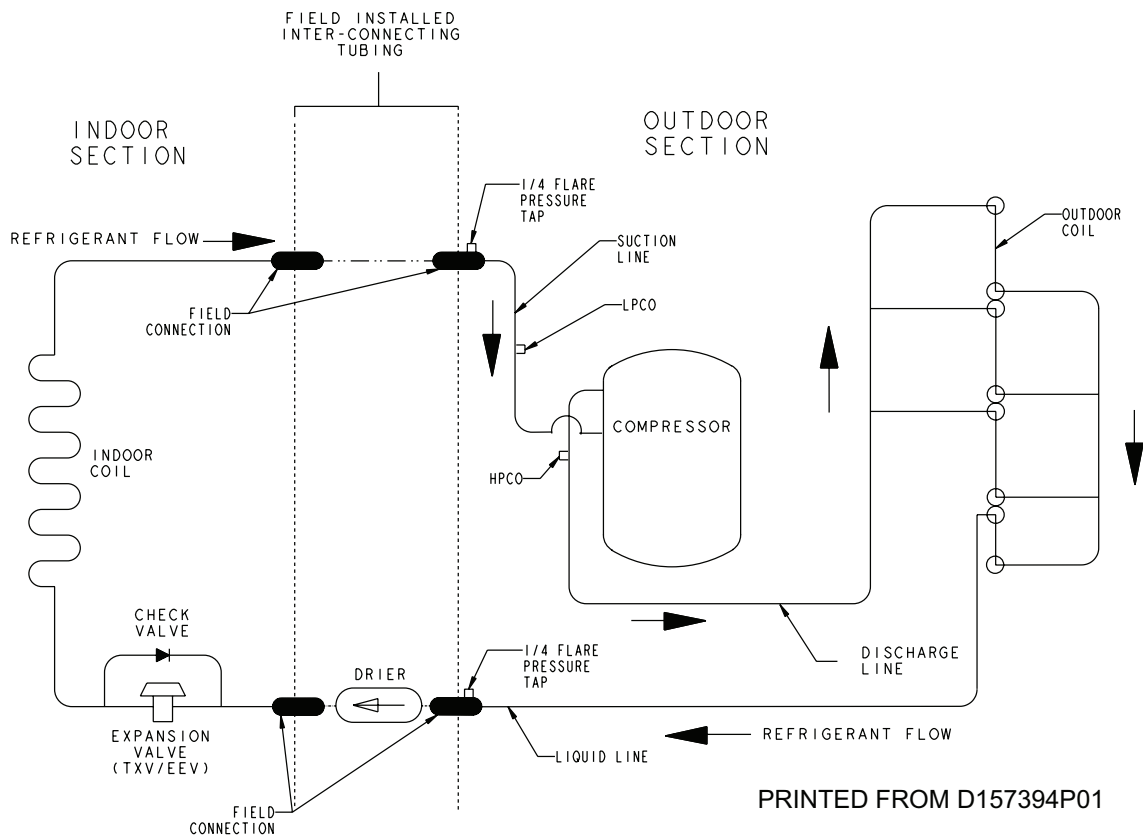 FIELD INSTALLED
INTER-CONNECTING
TUBING
INDOOR
SECTION
OUTDOOR
SECTION
1/4 FLARE
PRESSURE
TAP
REFRIGERANT FLOW
SUCTION
LINE
OUTDOOR
COIL
FIELD
CONNECTION
LPCO
COMPRESSOR
INDOOR
COIL
HPCO
CHECK
VALVE
DRIER
1/4 FLARE
PRESSURE
TAP
DISCHARGE
LINE
EXPANSION
VALVE
(TXV/EEV)
LIQUID LINE
REFRIGERANT FLOW
FIELD
CONNECTION
PRINTED FROM D157394P01